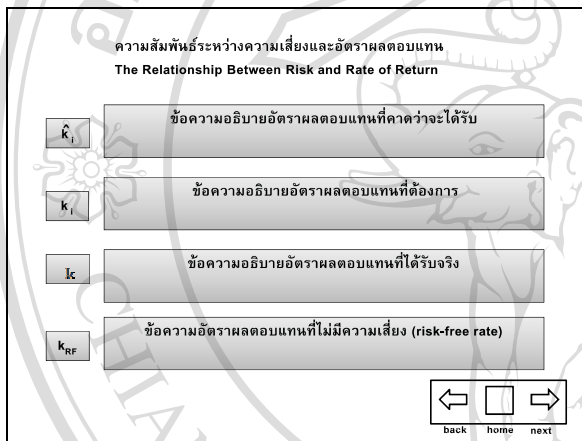 ความสัมพันธ์ระหว่างความเสี่ยงและอัตราผลตอบแทน
The Relationship Between Risk and Rate of Return
k̂ i
ข้อความอธิบายอัตราผลตอบแทนที่คาดว่าจะได้รับ
k i
ข้อความอธิบายอัตราผลตอบแทนที่ต้องการ
k
ข้อความอธิบายอัตราผลตอบแทนที่ได้รับจริง
k RF
ข้อความอัตราผลตอบแทนที่ไม่มีความเสี่ยง (risk-free rate)
back home next
CHIA